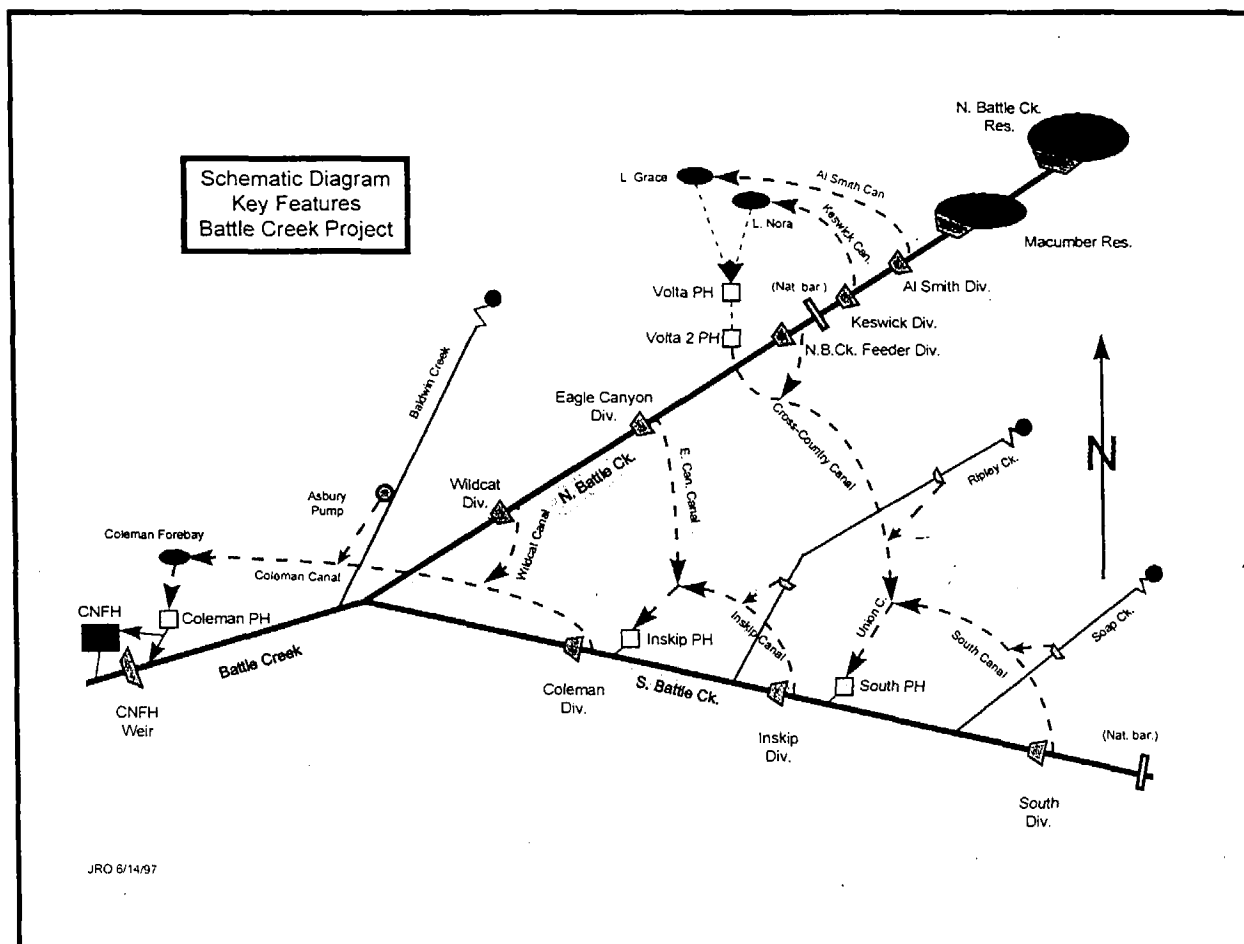 Schematic Diagram
Key Features
Battle Creek Project
N. Battle Ck.
Res.
L. Grace
Al Smith Can
L. Nora
Keswick Can.
Macumber Res.
Al Smith Div.
Volta PH
(Nat. bar.)
Keswick Div.
Volta 2 PH
N.B.Ck. Feeder Div.
Baldwin Creek
Eagle Canyon
Div.
Cross-Country Canal
N
Ripley Ck.
E. Can. Canal
N. Battle Ck.
Wildcat
Div.
Asbury
Pump
Wildcat Canal
Coleman Forebay
Coleman Canal
CNFH
Coleman PH
Inskip PH
Inskip Canal
Union C.
South Canal
Soap Ck.
Battle Creek
Coleman
Div.
S. Battle Ck.
South PH
CNFH
Weir
Inskip
Div.
(Nat. bar.)
South
Div.
JRO 6/14/97